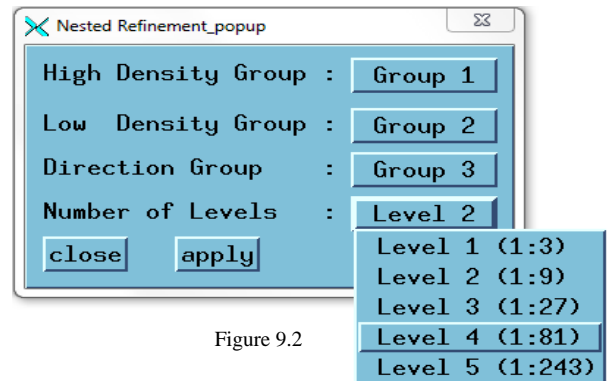 Nested Refinement_popup
High Density Group : Group 1
Low Density Group : Group 2
Direction Group : Group 3
Number of Levels : Level 2
close apply
Level 1 (1:3)
Level 2 (1:9)
Level 3 (1:27)
Level 4 (1:81)
Level 5 (1:243)
Figure 9.2